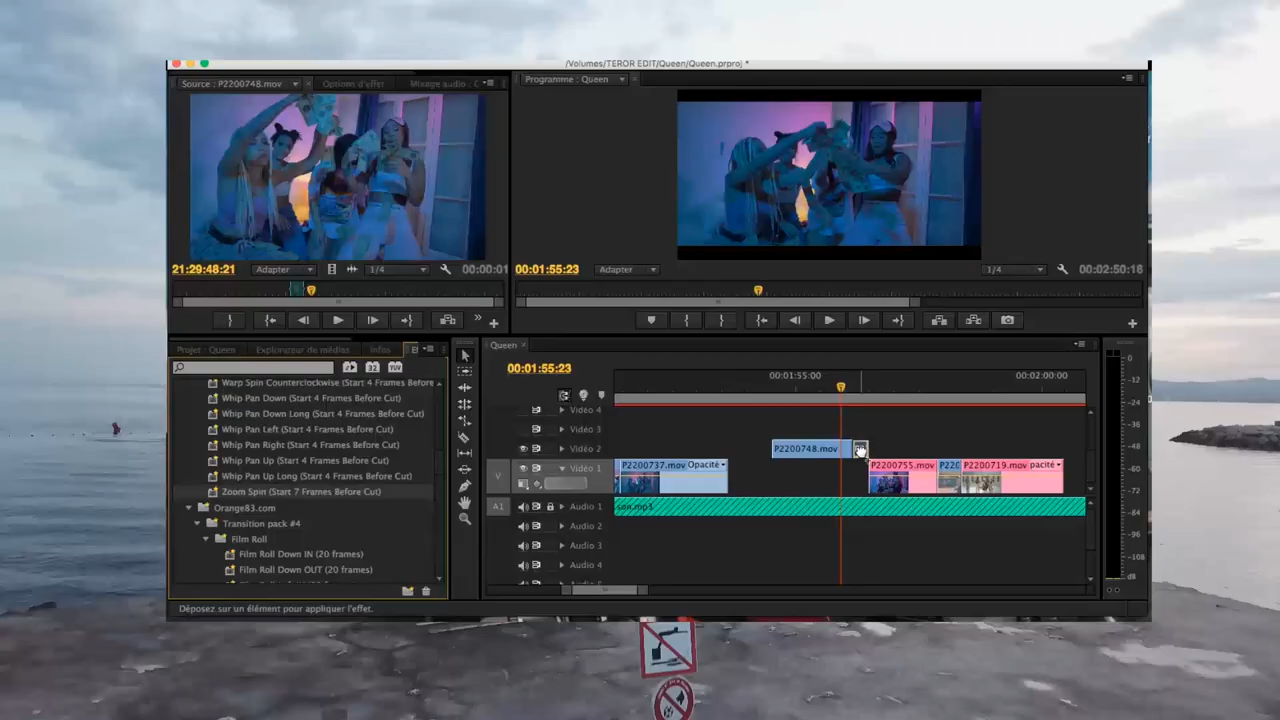 /Volumes/TEROR EDIT/Queen/Queen.prproj *
Source : P2200748.mov
Options d'effet
Mixage audio : C
Programme : Queen
21:29:48:21
Adapter
1/4
00:00:01
00:01:55:23
Adapter
1/4
00:02:50:18
Projet : Queen
Explorateur de médias
Infos
Queen
00:01:55:23
00:01:55:00
00:02:00:00
32
YUV
Warp Spin Counterclockwise (Start 4 Frames Before
Whip Pan Down (Start 4 Frames Before Cut)
Whip Pan Down Long (Start 4 Frames Before Cut)
Whip Pan Left (Start 4 Frames Before Cut)
Whip Pan Right (Start 4 Frames Before Cut)
Whip Pan Up (Start 4 Frames Before Cut)
Whip Pan Up Long (Start 4 Frames Before Cut)
Zoom Spin (Start 7 Frames Before Cut)
Orange83.com
Transition pack #4
Film Roll
Film Roll Down IN (20 frames)
Film Roll Down OUT (20 frames)
Vidéo 4
Vidéo 3
Vidéo 2
P2200748.mov
V
Vidéo 1
P2200737.mov Opacité
P2200755.mov
P220
P2200719.mov pacité
A1
Audio 1
son.mp3
Audio 2
Audio 3
Audio 4
0
-12
-24
-36
-48
-60
-72
-84
-96
-108
dB
Déposez sur un élément pour appliquer l'effet.